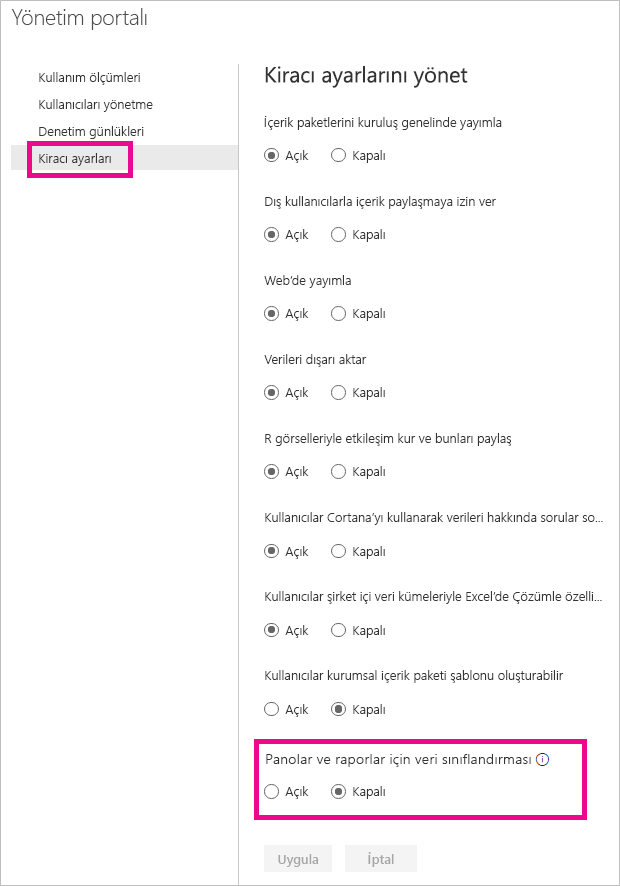 Yönetim portalı
Kullanım ölçümleri
Kullanıcıları yönetme
Denetim günlükleri
Kiracı ayarları
Kiracı ayarlarını yönet
İçerik paketlerini kuruluş genelinde yayımla
Açık Kapalı
Dış kullanıcılarla içerik paylaşmaya izin ver
Açık Kapalı
Web'de yayımla
Açık Kapalı
Verileri dışarı aktar
Açık Kapalı
R görselleriyle etkileşim kur ve bunları paylaş
Açık Kapalı
Kullanıcılar Cortana'yı kullanarak verileri hakkında sorular so...
Açık Kapalı
Kullanıcılar şirket içi veri kümeleriyle Excel'de Çözümle özelli...
Açık Kapalı
Kullanıcılar kurumsal içerik paketi şablonu oluşturabilir
Açık Kapalı
Panolar ve raporlar için veri sınıflandırması
Açık Kapalı
Uygula İptal